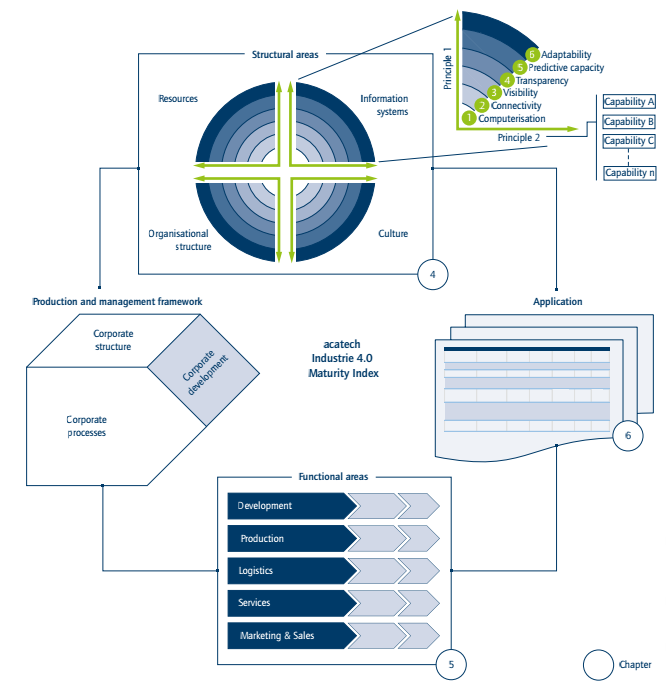 Structural areas
Resources
Information
systems
Organisational
structure
Culture
4
Principle 1
6 Adaptability
5 Predictive capacity
4 Transparency
3 Visibility
2 Connectivity
1 Computerisation
Principle 2
Capability A
Capability B
Capability C
Capability n
Production and management framework
Corporate
structure
Corporate
development
Corporate
processes
acatech
Industrie 4.0
Maturity Index
Application
6
Functional areas
Development
Production
Logistics
Services
Marketing & Sales
5
Chapter